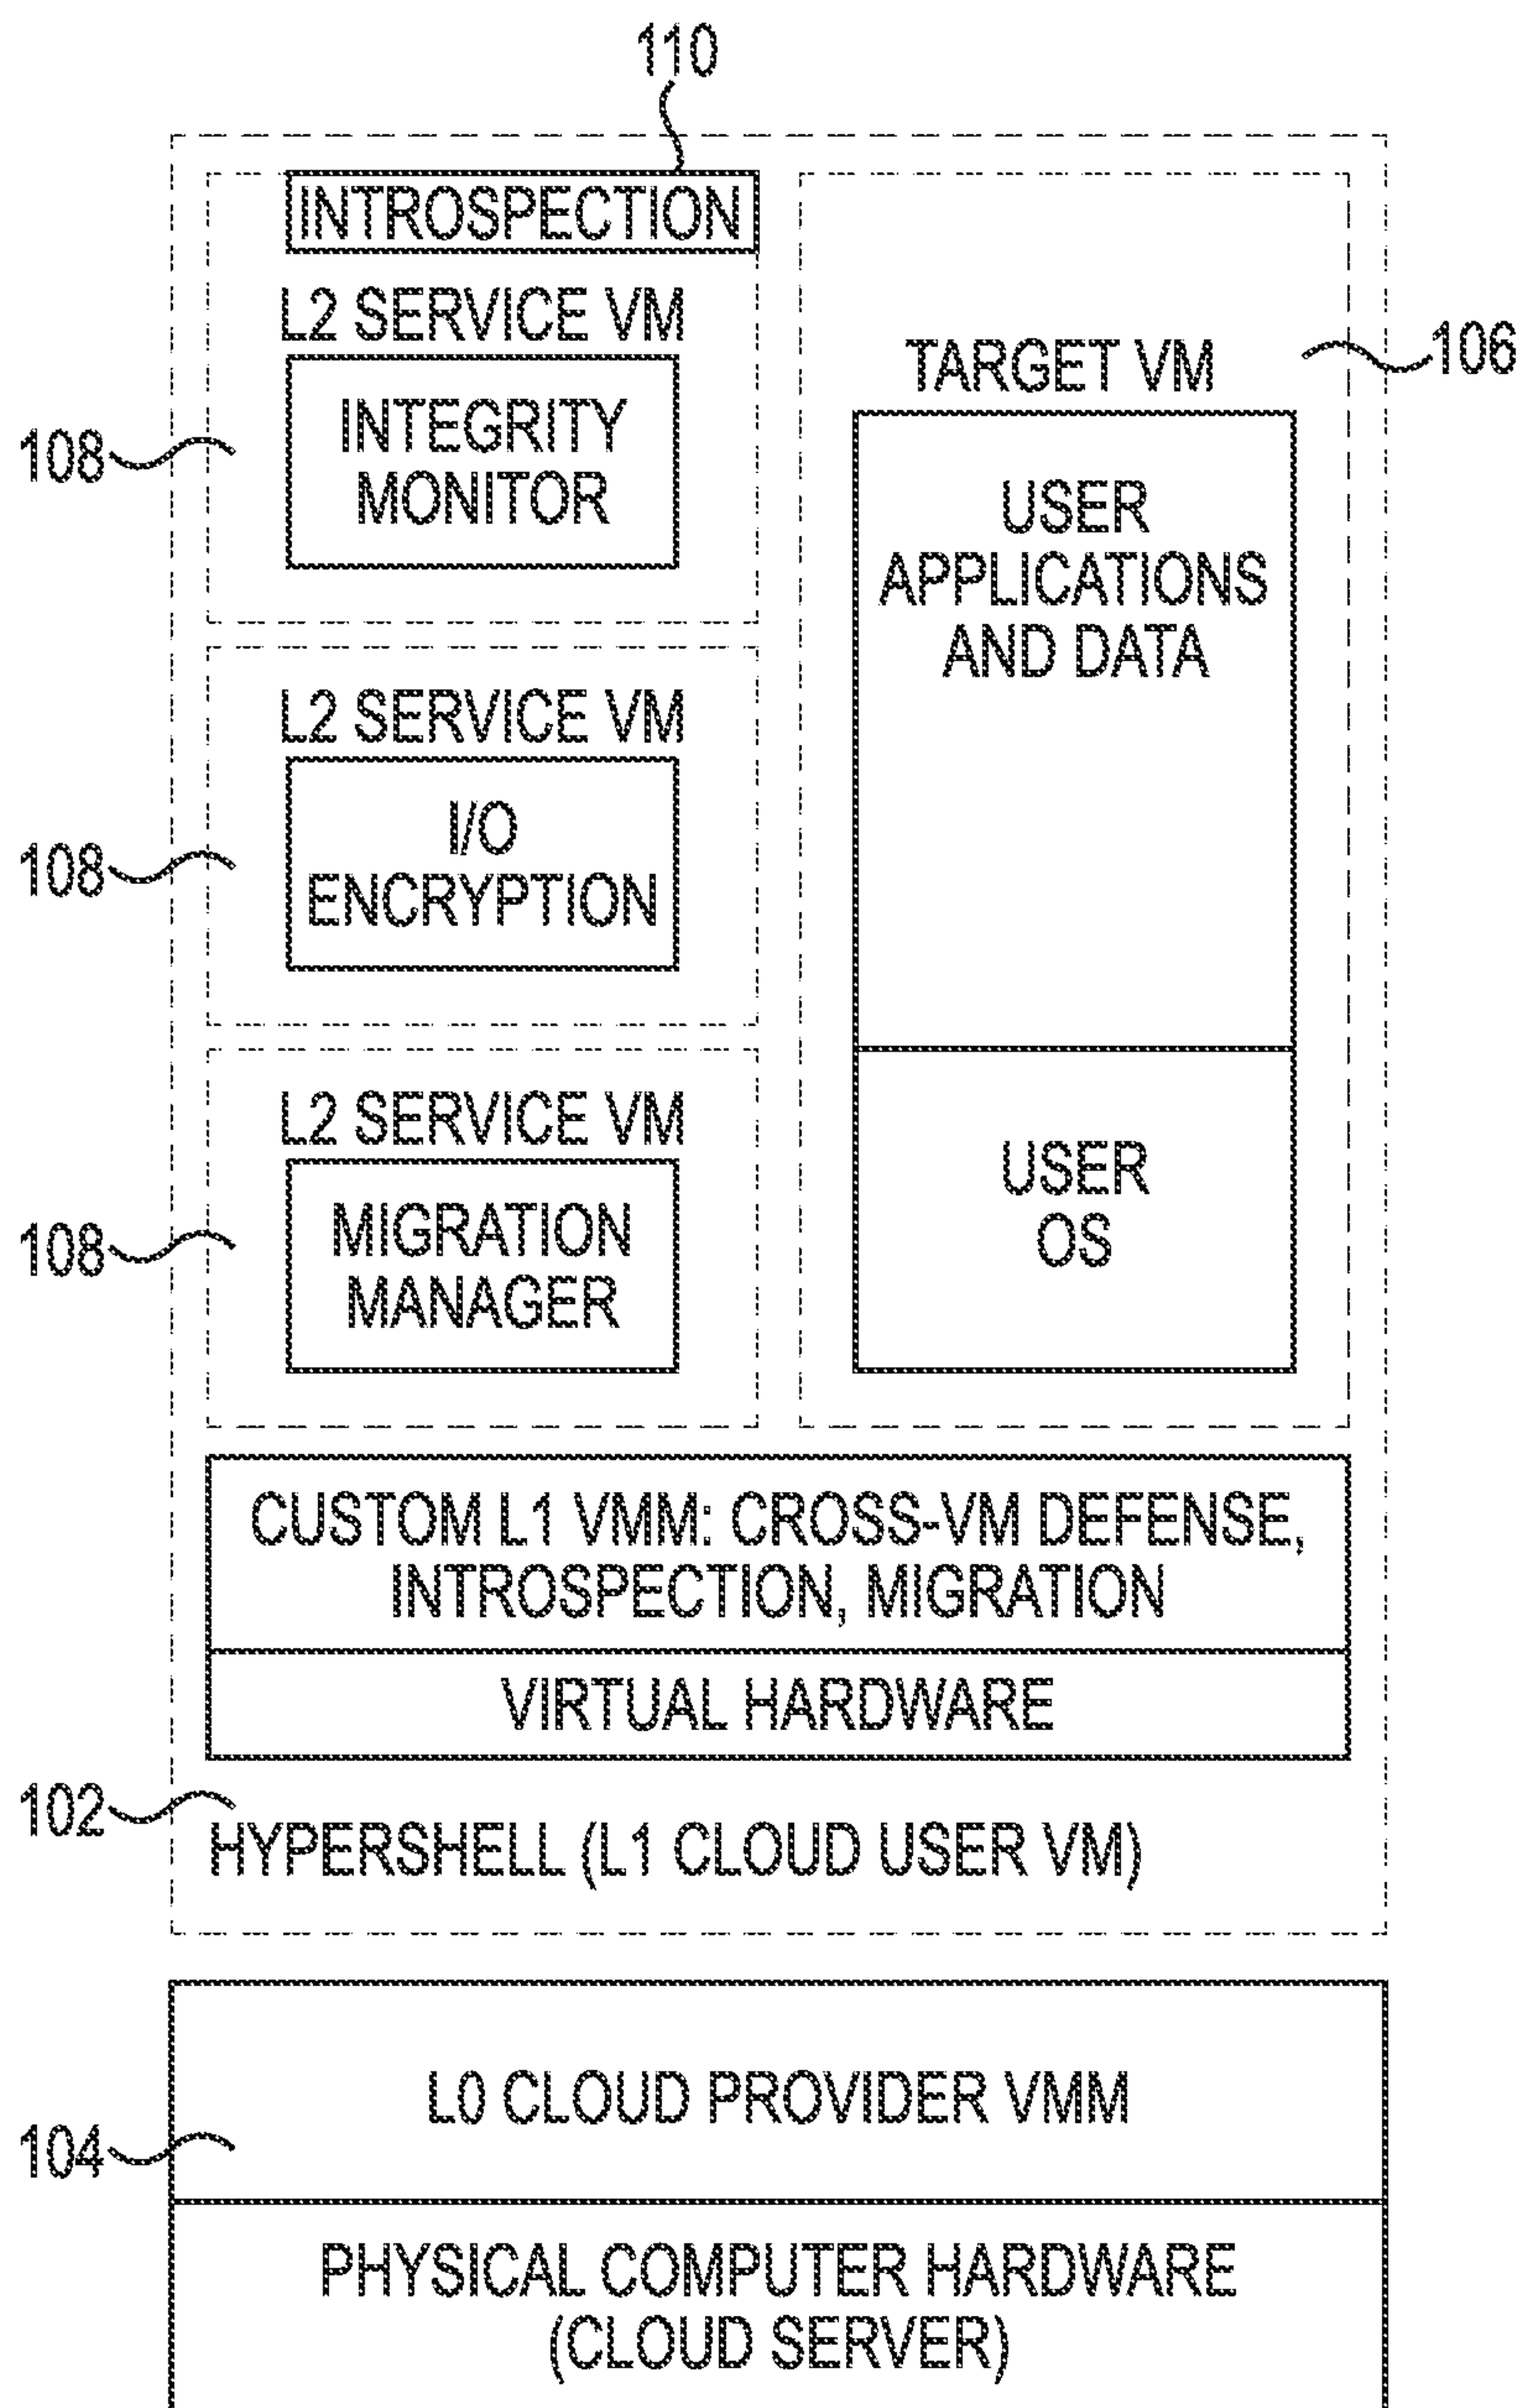 110
INTROSPECTION
L2 SERVICE VM
INTEGRITY
MONITOR
108
L2 SERVICE VM
I/O
ENCRYPTION
108
L2 SERVICE VM
MIGRATION
MANAGER
108
TARGET VM
106
USER
APPLICATIONS
AND DATA
USER
OS
CUSTOM L1 VMM: CROSS-VM DEFENSE,
INTROSPECTION, MIGRATION
VIRTUAL HARDWARE
102
HYPERSHELL (L1 CLOUD USER VM)
L0 CLOUD PROVIDER VMM
104
PHYSICAL COMPUTER HARDWARE
(CLOUD SERVER)